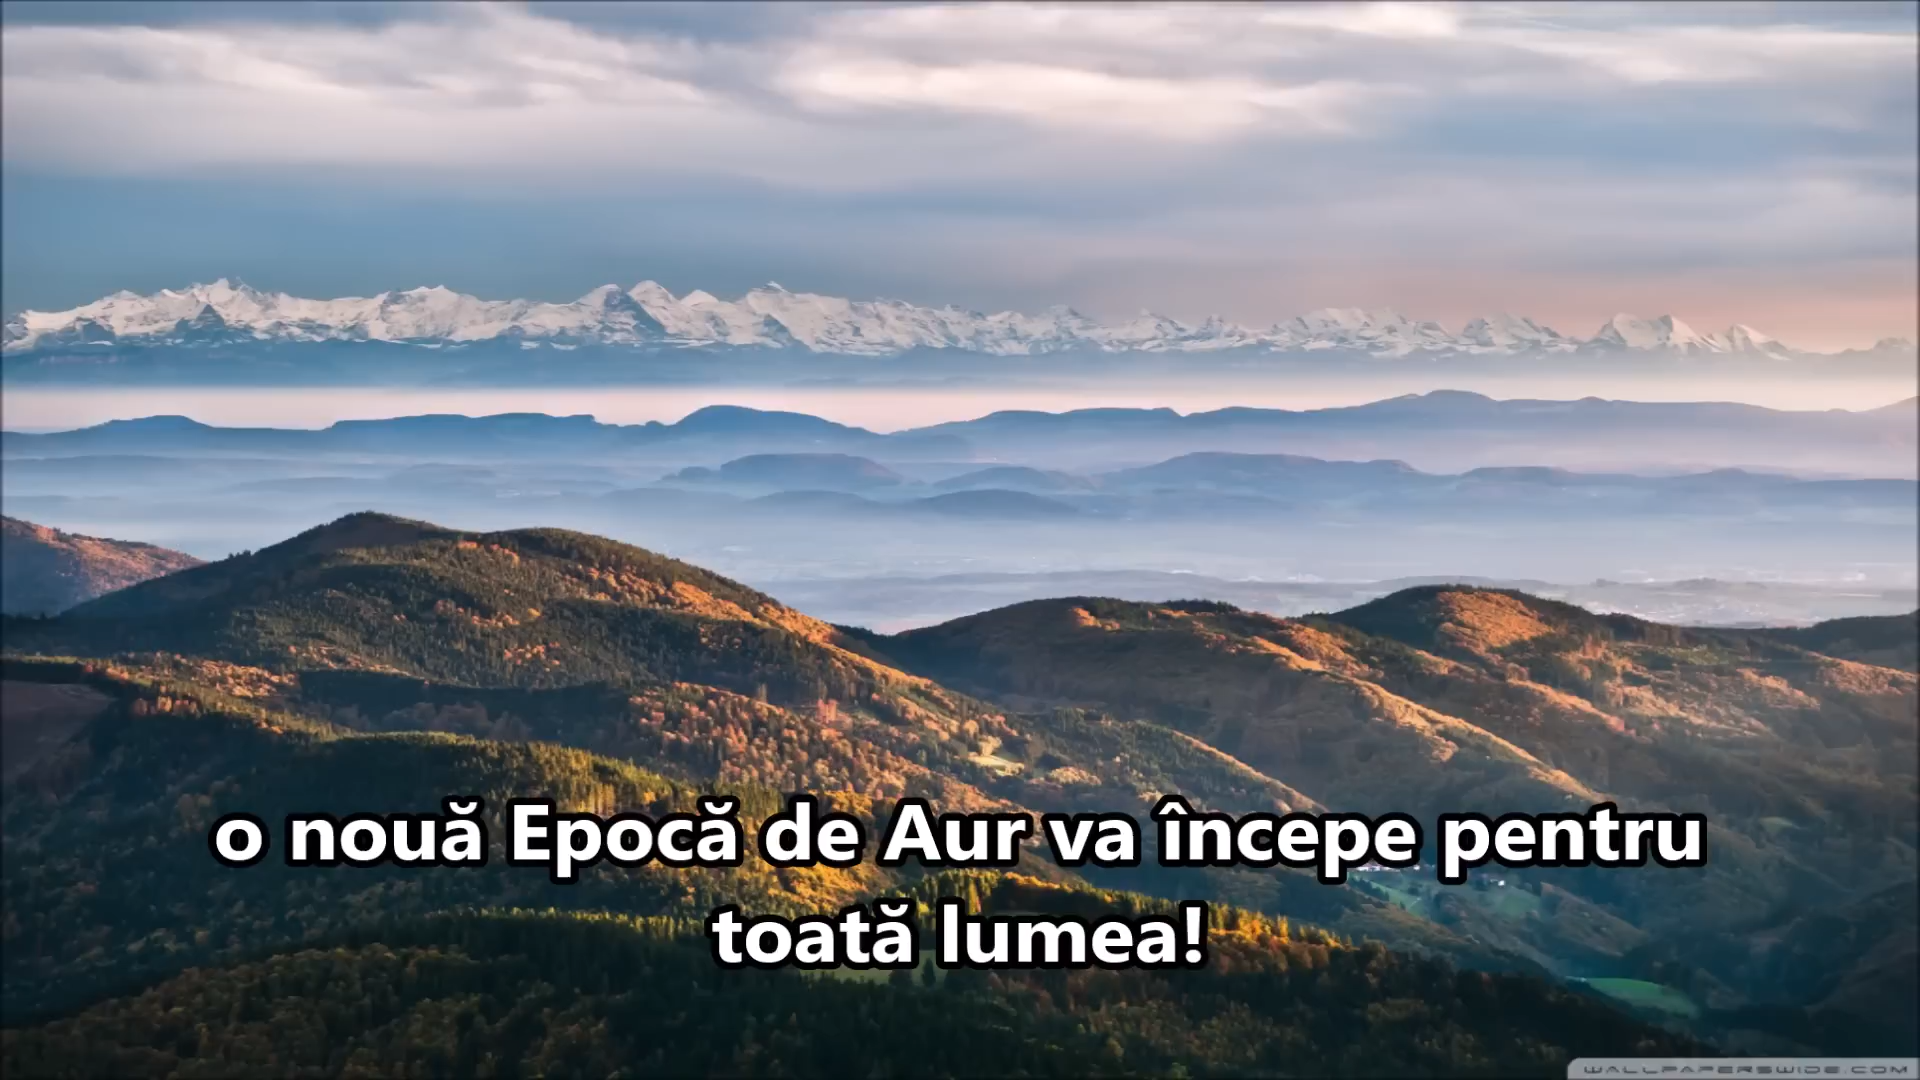 o nouă Epocă de Aur va începe pentru
toată lumea!
WALLPAPERSWIDE.COM